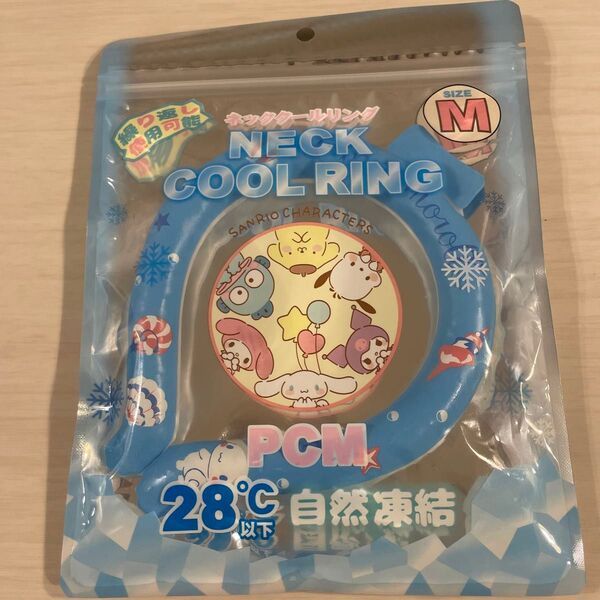 繰り返し
使用可能
SIZE
M
ネッククールリング
NECK
COOL RING
SANRIO CHARACTERS
PCM
28℃
以下
自然凍結